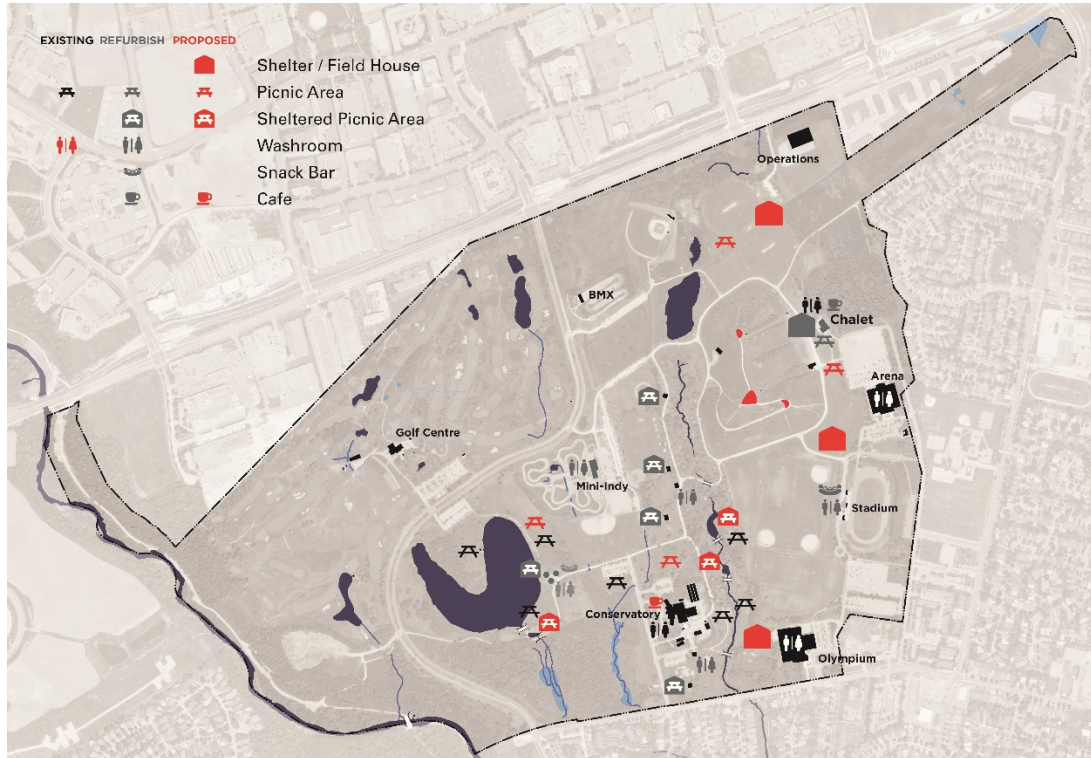 EXISTING REFURBISH PROPOSED
Shelter / Field House
Picnic Area
Sheltered Picnic Area
Washroom
Snack Bar
Cafe
Operations
BMX
Chalet
Arena
Golf Centre
Mini-Indy
Stadium
Conservatory
Olympium